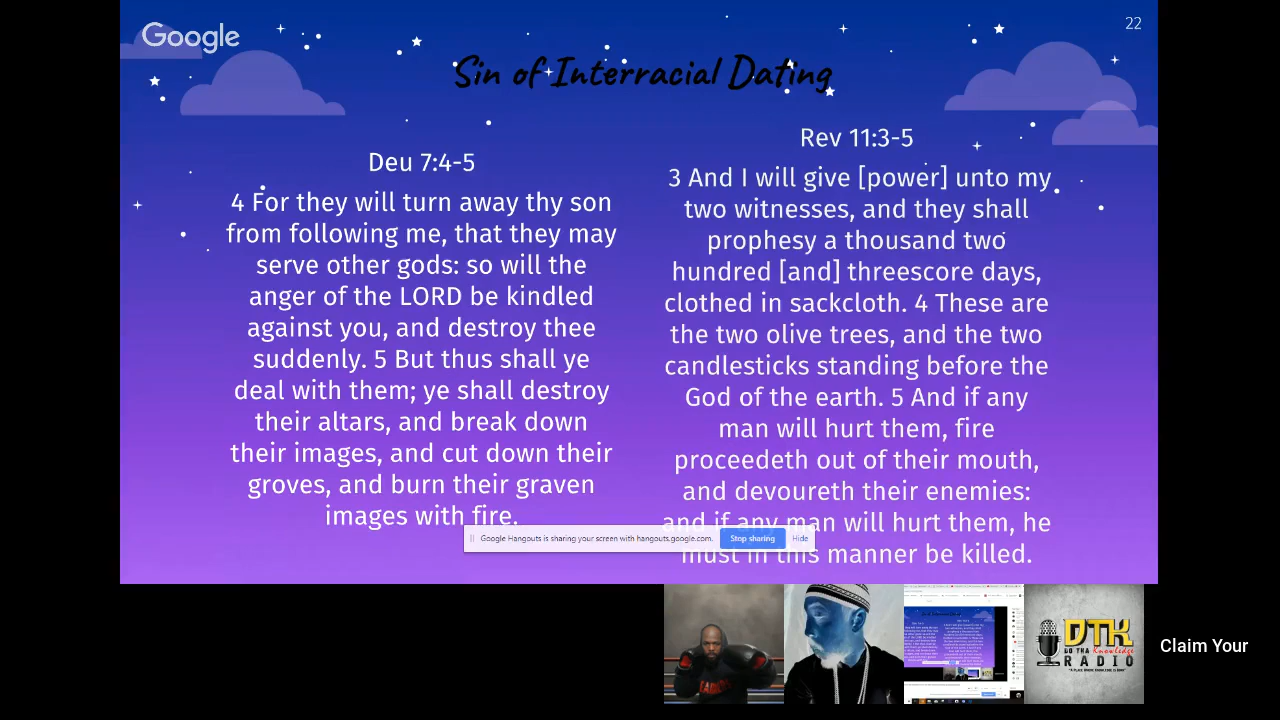 Google
22
Sin of Interracial Dating
Deu 7:4-5
4 For they will turn away thy son
from following me, that they may
serve other gods: so will the
anger of the LORD be kindled
against you, and destroy thee
suddenly. 5 But thus shall ye
deal with them; ye shall destroy
their altars, and break down
their images, and cut down their
groves, and burn their graven
images with fire.
Rev 11:3-5
3 And I will give [power] unto my
two witnesses, and they shall
prophesy a thousand two
hundred [and] threescore days,
clothed in sackcloth. 4 These are
the two olive trees, and the two
candlesticks standing before the
God of the earth. 5 And if any
man will hurt them, fire
proceedeth out of their mouth,
and devoureth their enemies:
and if any man will hurt them, he
must in this manner be killed.
Google Hangouts is sharing your screen with hangouts.google.com.
Stop sharing
Hide
DTK
DO THA Knowledge
RADIO
Claim Your